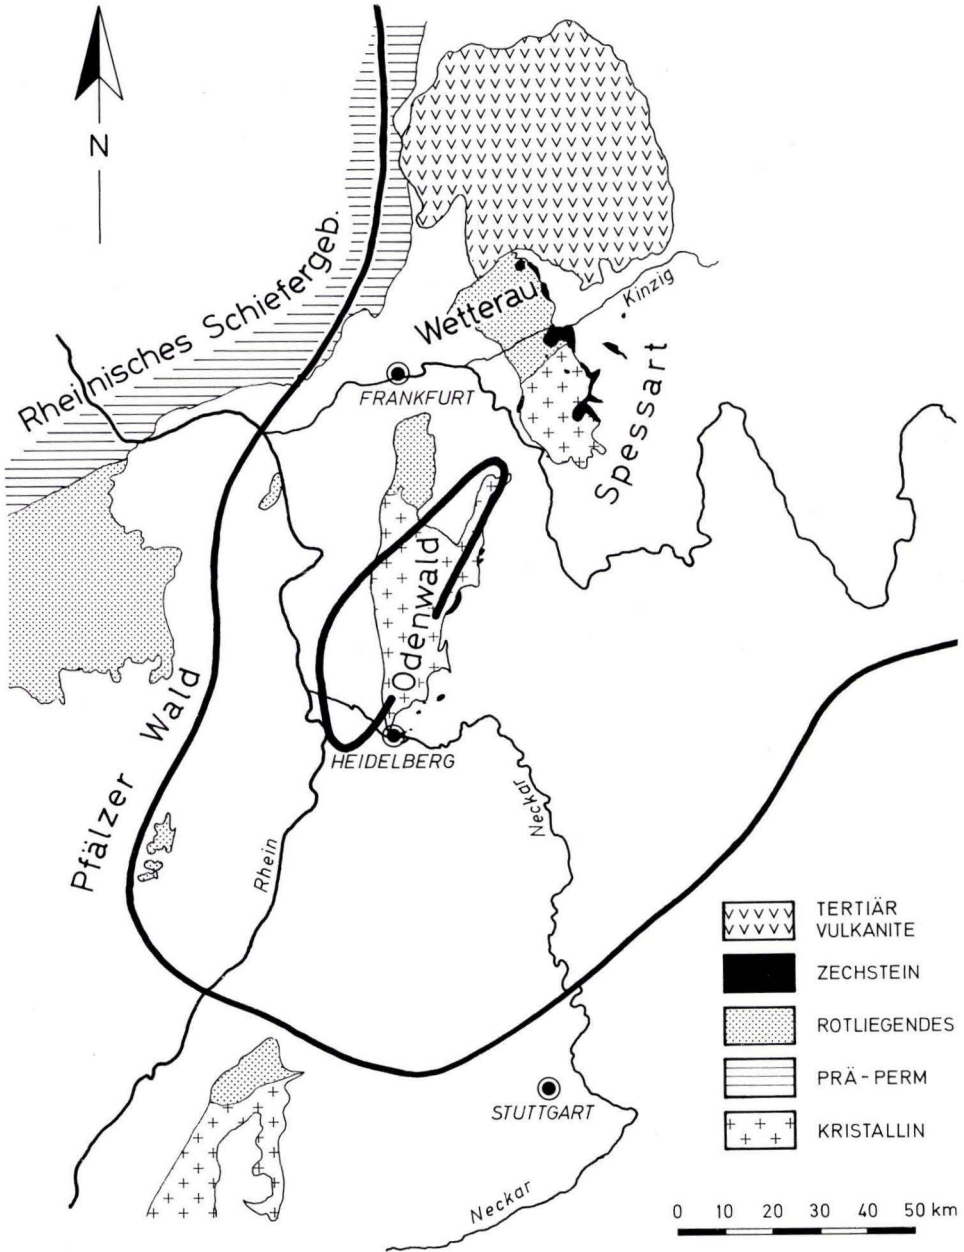 N
Rheinisches Schiefergeb.
Wetterau
Kinzig
FRANKFURT
Spessart
Odenwald
Pfälzer Wald
HEIDELBERG
Neckar
Rhein
TERTIÄR
VULKANITE
ZECHSTEIN
ROTLIEGENDES
PRÄ-PERM
STUTTGART
KRISTALLIN
Neckar
0 10 20 30 40 50 km